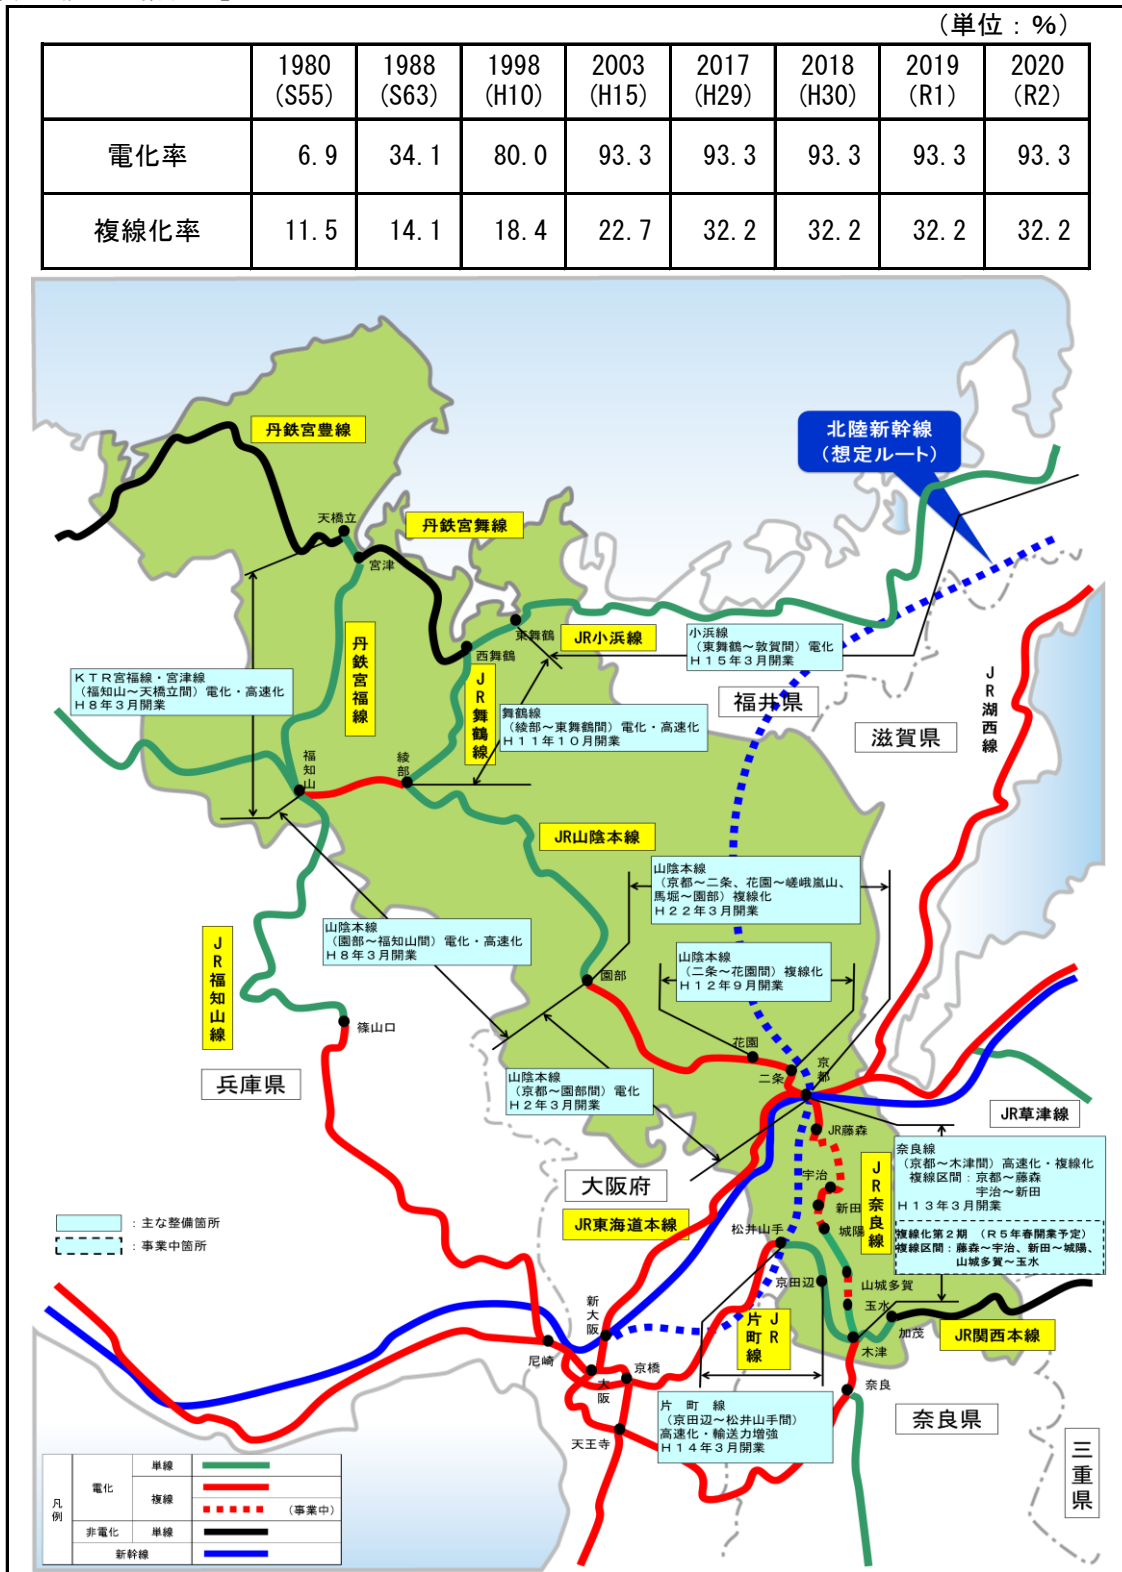 （単位：％）
1980 1988 1998 2003 2017 2018 2019 2020
(S55) (S63) (H10) (H15) (H29) (H30) (R1) (R2)
電化率 6.9 34.1 80.0 93.3 93.3 93.3 93.3 93.3
複線化率 11.5 14.1 18.4 22.7 32.2 32.2 32.2 32.2
丹鉄宮豊線
北陸新幹線
（想定ルート）
天橋立
丹鉄宮舞線
宮津
東舞鶴
西舞鶴
JR小浜線
小浜線
（東舞鶴～敦賀間）電化
Ｈ15年３月開業
丹鉄宮福線
JR舞鶴線
ＫＴＲ宮福線・宮津線
（福知山～天橋立間）電化・高速化
Ｈ８年３月開業
福井県
舞鶴線
（綾部～東舞鶴間）電化・高速化
Ｈ１１年１０月開業
滋賀県
ＪＲ湖西線
福知山
綾部
JR山陰本線
山陰本線
（京都～二条、花園～嵯峨嵐山、
馬堀～園部）複線化
Ｈ２２年３月開業
山陰本線
（園部～福知山間）電化・高速化
Ｈ８年３月開業
ＪＲ福知山線
園部
山陰本線
（二条～花園間）複線化
Ｈ１２年９月開業
篠山口
花園
二条
京都
兵庫県
山陰本線
（京都～園部間）電化
Ｈ２年３月開業
JR草津線
JR藤森
奈良線
（京都～木津間）高速化・複線化
複線区間：京都～藤森
宇治～新田
Ｈ１３年３月開業
JR奈良線
大阪府
宇治
新田
JR東海道本線
城陽
松井山手
複線化第２期　（Ｒ５年春開業予定）
複線区間：藤森～宇治、新田～城陽、
山城多賀～玉水
：主な整備箇所
：事業中箇所
京田辺
山城多賀
玉水
新大阪
JR片町線
加茂
JR関西本線
木津
尼崎
大阪
京橋
奈良
片　町　線
（京田辺～松井山手間）
高速化・輸送力増強
Ｈ１４年３月開業
奈良県
天王寺
三重県
凡例
電化
単線
複線
（事業中）
非電化 単線
新幹線